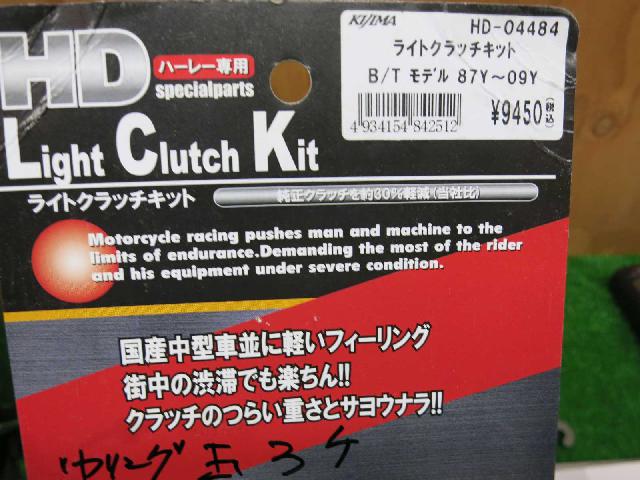 KIJIMA HD-04484
ライトクラッチキット
B/T モデル 87Y～09Y
¥9450(税込)
4 934154 842512
HD ハーレー専用
specialparts
Light Clutch Kit
ライトクラッチキット 純正クラッチを約30%軽減(当社比)
Motorcycle racing pushes man and machine to the
limits of endurance.Demanding the most of the rider
and his equipment under severe condition.
国産中型車並に軽いフィーリング
街中の渋滞でも楽ちん!!
クラッチのつらい重さとサヨウナラ!!